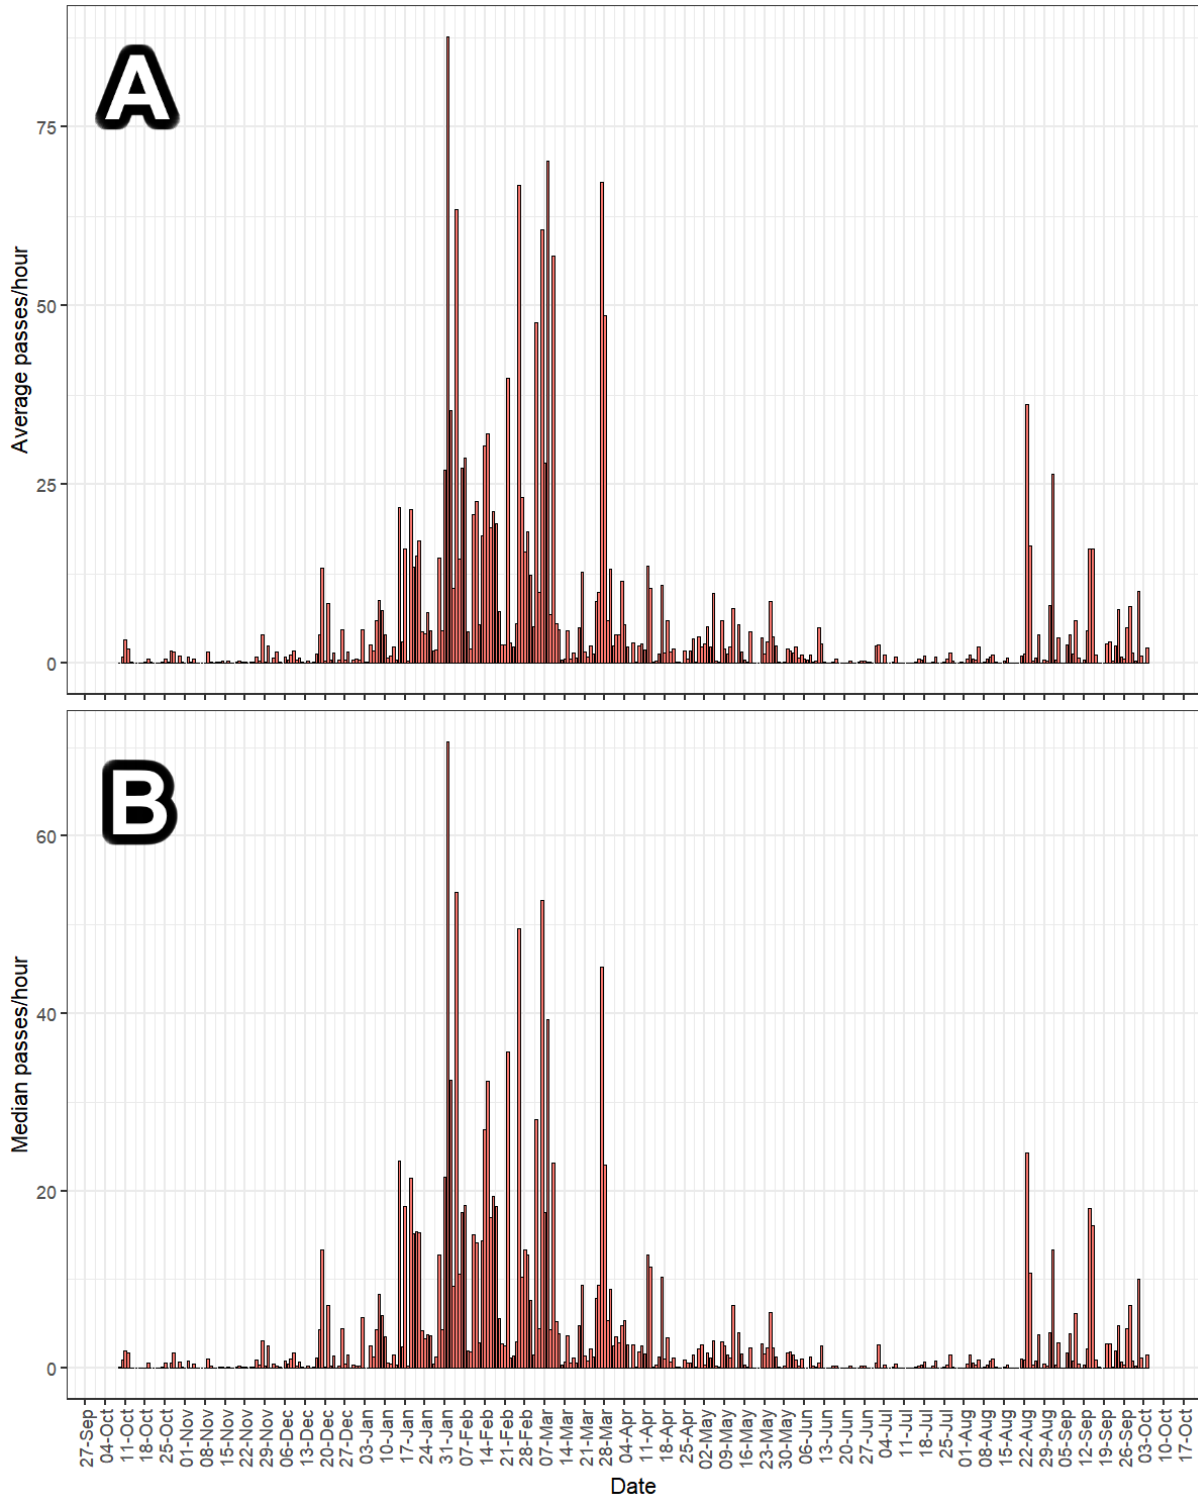 A
75
50
25
0
Average passes/hour
B
60
40
20
0
Median passes/hour
27-Sep
04-Oct
11-Oct
18-Oct
25-Oct
01-Nov
08-Nov
15-Nov
22-Nov
29-Nov
06-Dec
13-Dec
20-Dec
27-Dec
03-Jan
10-Jan
17-Jan
24-Jan
31-Jan
07-Feb
14-Feb
21-Feb
28-Feb
07-Mar
14-Mar
21-Mar
28-Mar
04-Apr
11-Apr
18-Apr
25-Apr
02-May
09-May
16-May
23-May
30-May
06-Jun
13-Jun
20-Jun
27-Jun
04-Jul
11-Jul
18-Jul
25-Jul
01-Aug
08-Aug
15-Aug
22-Aug
29-Aug
05-Sep
12-Sep
19-Sep
26-Sep
03-Oct
10-Oct
17-Oct
Date